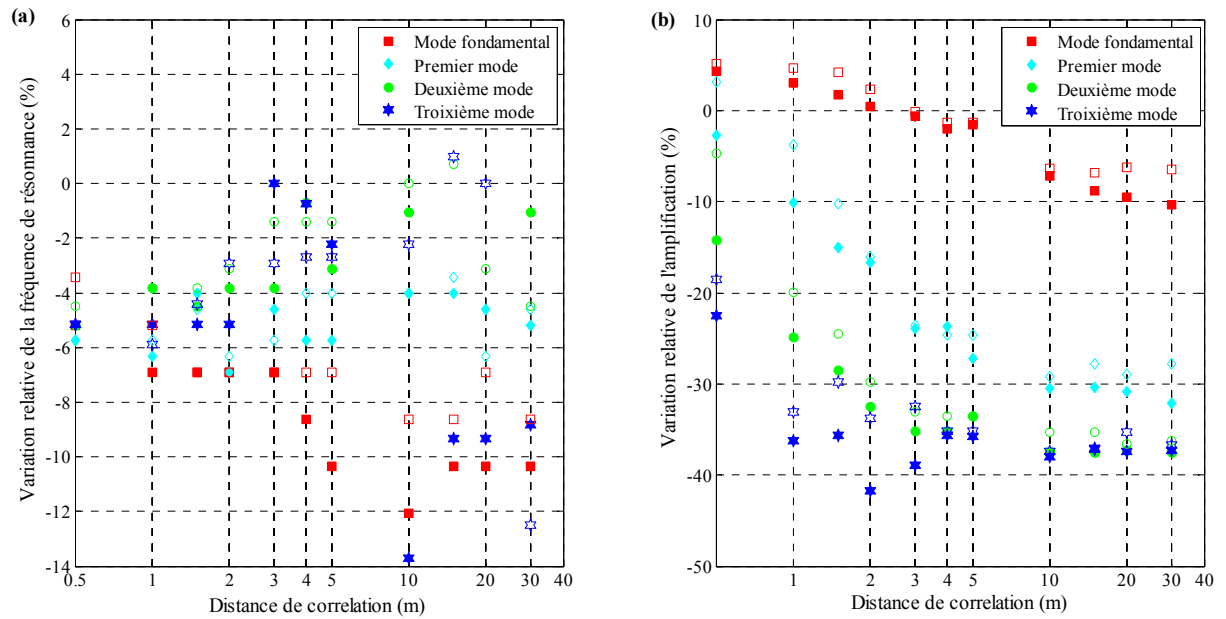 (a)
Variation relative de la fréquence de résonnance (%)
6
4
2
0
-2
-4
-6
-8
-10
-12
-14
0.5
1
2
3
4
5
10
20
30
40
Distance de correlation (m)
Mode fondamental
Premier mode
Deuxième mode
Troixième mode
(b)
Variation relative de l'amplification (%)
10
0
-10
-20
-30
-40
-50
1
2
3
4
5
10
20
30
40
Distance de correlation (m)
Mode fondamental
Premier mode
Deuxième mode
Troixième mode